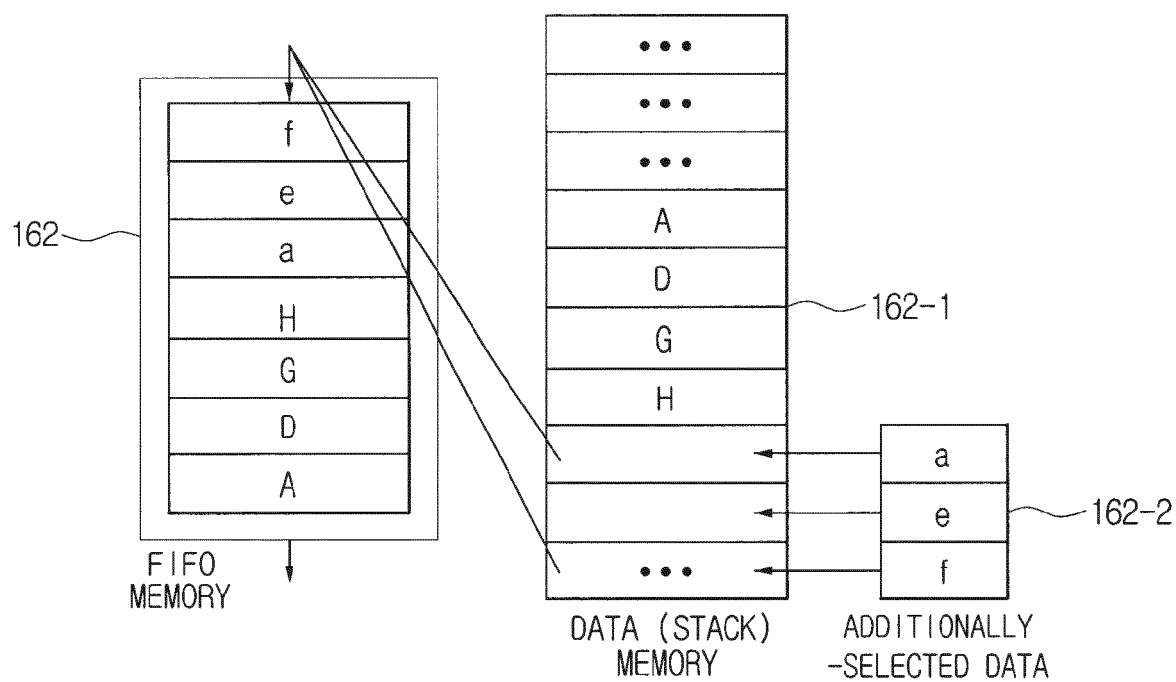 162
f
e
a
H
G
D
A
FIFO
MEMORY
•••
•••
•••
A
D
G
H
•••
162-1
DATA (STACK)
MEMORY
a
e
f
162-2
ADDITIONALLY
-SELECTED DATA